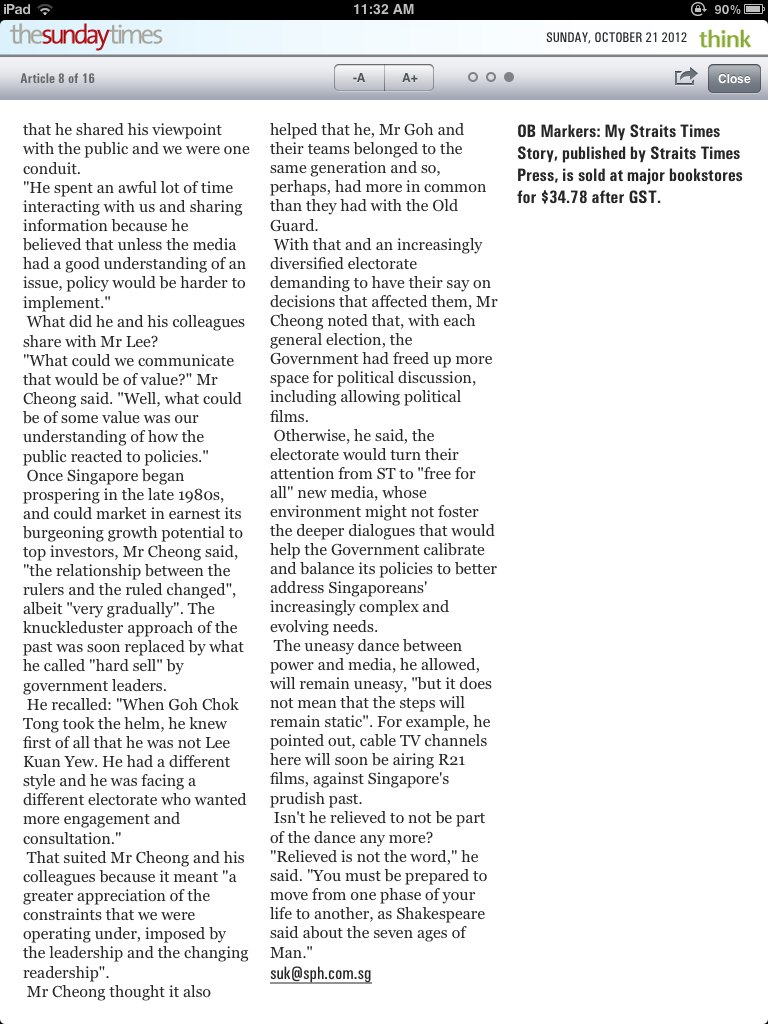 iPad 11:32 AM 90%
thesundaytimes SUNDAY, OCTOBER 21 2012 think
Article 8 of 16 -A A+ Close
that he shared his viewpoint
with the public and we were one
conduit.
"He spent an awful lot of time
interacting with us and sharing
information because he
believed that unless the media
had a good understanding of an
issue, policy would be harder to
implement."
What did he and his colleagues
share with Mr Lee?
"What could we communicate
that would be of value?" Mr
Cheong said. "Well, what could
be of some value was our
understanding of how the
public reacted to policies."
Once Singapore began
prospering in the late 1980s,
and could market in earnest its
burgeoning growth potential to
top investors, Mr Cheong said,
"the relationship between the
rulers and the ruled changed",
albeit "very gradually". The
knuckleduster approach of the
past was soon replaced by what
he called "hard sell" by
government leaders.
He recalled: "When Goh Chok
Tong took the helm, he knew
first of all that he was not Lee
Kuan Yew. He had a different
style and he was facing a
different electorate who wanted
more engagement and
consultation."
That suited Mr Cheong and his
colleagues because it meant "a
greater appreciation of the
constraints that we were
operating under, imposed by
the leadership and the changing
readership".
Mr Cheong thought it also
helped that he, Mr Goh and
their teams belonged to the
same generation and so,
perhaps, had more in common
than they had with the Old
Guard.
With that and an increasingly
diversified electorate
demanding to have their say on
decisions that affected them, Mr
Cheong noted that, with each
general election, the
Government had freed up more
space for political discussion,
including allowing political
films.
Otherwise, he said, the
electorate would turn their
attention from ST to "free for
all" new media, whose
environment might not foster
the deeper dialogues that would
help the Government calibrate
and balance its policies to better
address Singaporeans'
increasingly complex and
evolving needs.
The uneasy dance between
power and media, he allowed,
will remain uneasy, "but it does
not mean that the steps will
remain static". For example, he
pointed out, cable TV channels
here will soon be airing R21
films, against Singapore's
prudish past.
Isn't he relieved to not be part
of the dance any more?
"Relieved is not the word," he
said. "You must be prepared to
move from one phase of your
life to another, as Shakespeare
said about the seven ages of
Man."
suk@sph.com.sg
OB Markers: My Straits Times
Story, published by Straits Times
Press, is sold at major bookstores
for $34.78 after GST.